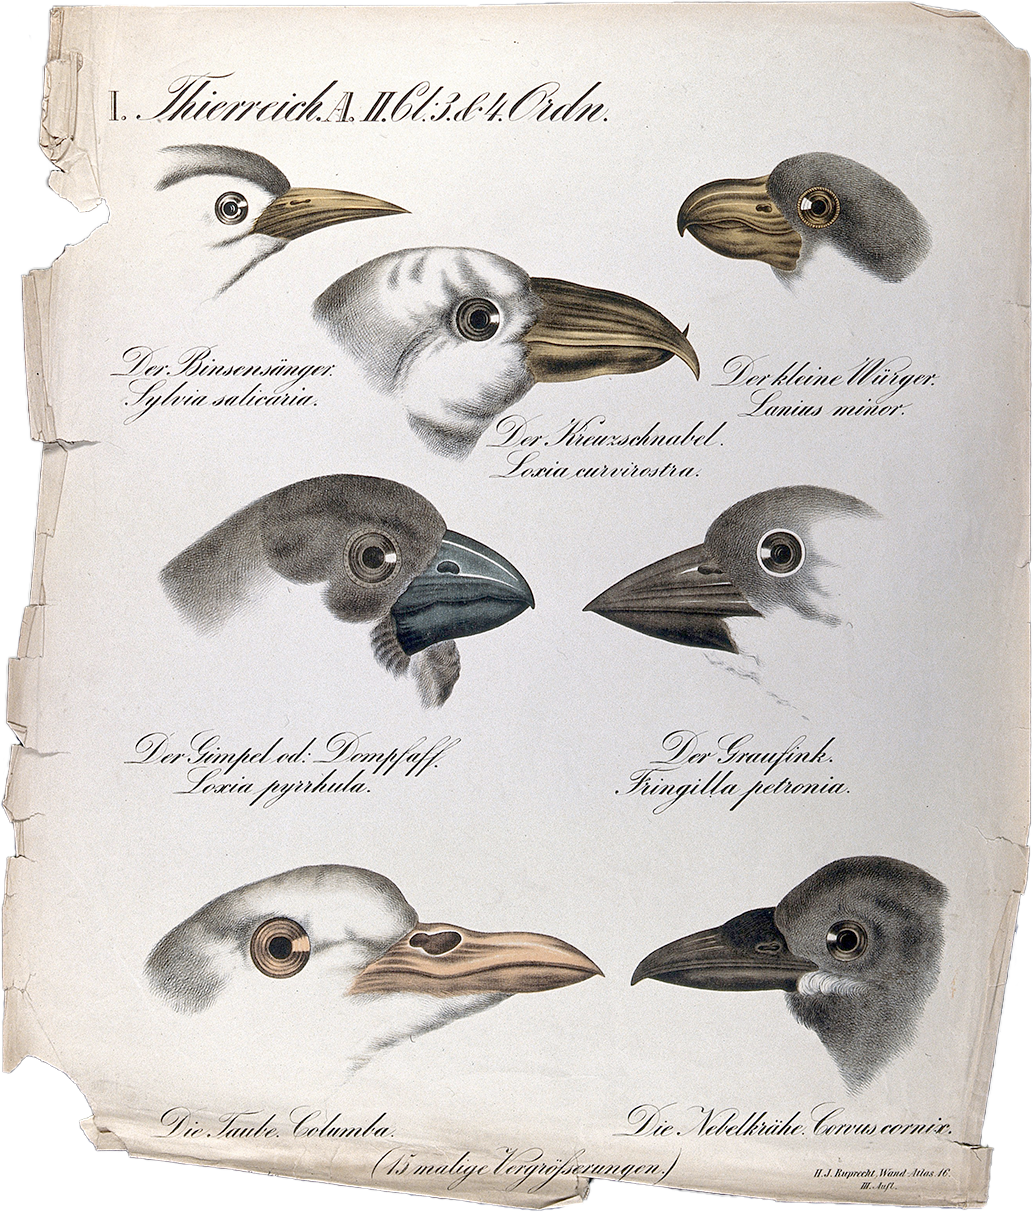 I. Thierreich. A. II. Cl. 3. & 4. Ordn.
Der Binsensänger.
Sylvia salicaria.
Der kleine Würger.
Lanius minor.
Der Kreuzschnabel.
Loxia curvirostra.
Der Gimpel od: Dompfaff.
Loxia pyrrhula.
Der Graufink.
Fringilla petronia.
Die Taube. Columba.
Die Nebelkrähe. Corvus cornix.
(15 malige Vergröſserungen.)
H. J. Ruprecht, Wand-Atlas. 16.
III. Aufl.